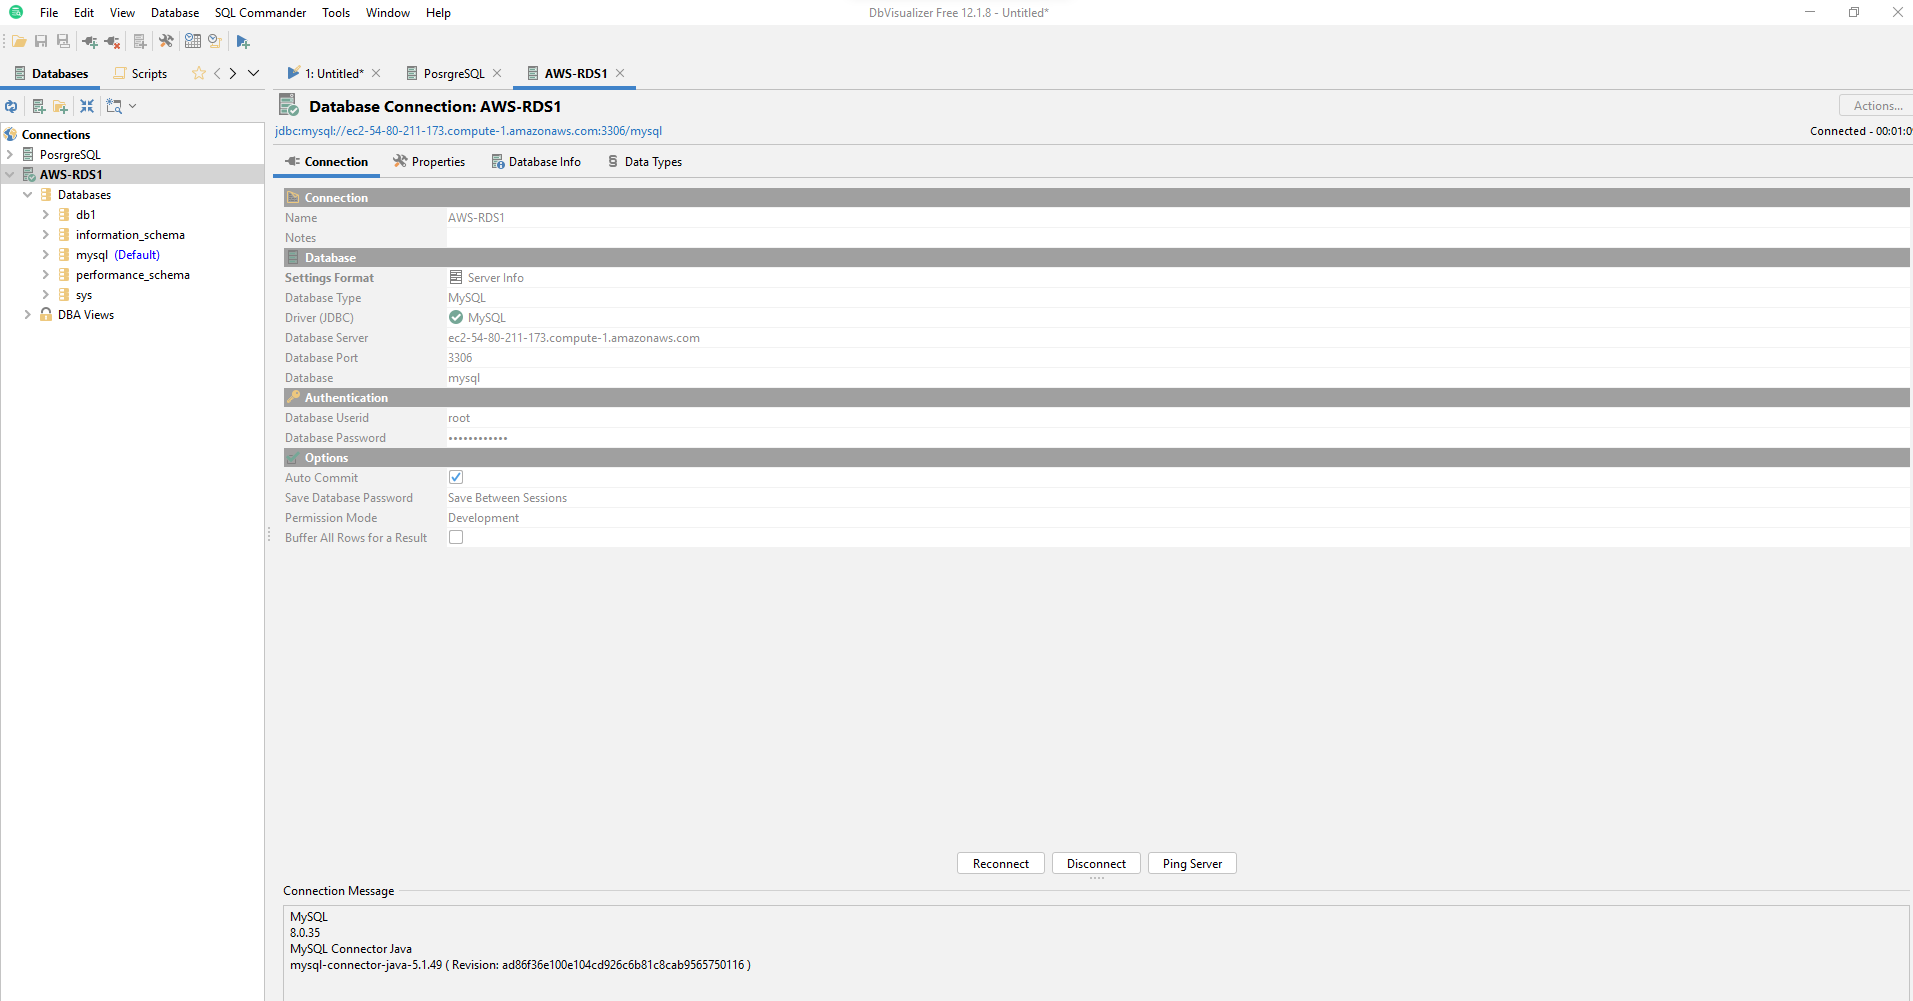 File Edit View Database SQL Commander Tools Window Help
DbVisualizer Free 12.1.8 - Untitled*
Databases Scripts
1: Untitled* PosrgreSQL AWS-RDS1
Database Connection: AWS-RDS1
Actions...
jdbc:mysql://ec2-54-80-211-173.compute-1.amazonaws.com:3306/mysql
Connected - 00:01:0
Connections
PosrgreSQL
AWS-RDS1
Databases
db1
information_schema
mysql (Default)
performance_schema
sys
DBA Views
Connection Properties Database Info Data Types
Connection
Name AWS-RDS1
Notes
Database
Settings Format Server Info
Database Type MySQL
Driver (JDBC) MySQL
Database Server ec2-54-80-211-173.compute-1.amazonaws.com
Database Port 3306
Database mysql
Authentication
Database Userid root
Database Password ••••••••••••
Options
Auto Commit
Save Database Password Save Between Sessions
Permission Mode Development
Buffer All Rows for a Result
Reconnect Disconnect Ping Server
Connection Message
MySQL
8.0.35
MySQL Connector Java
mysql-connector-java-5.1.49 ( Revision: ad86f36e100e104cd926c6b81c8cab9565750116 )